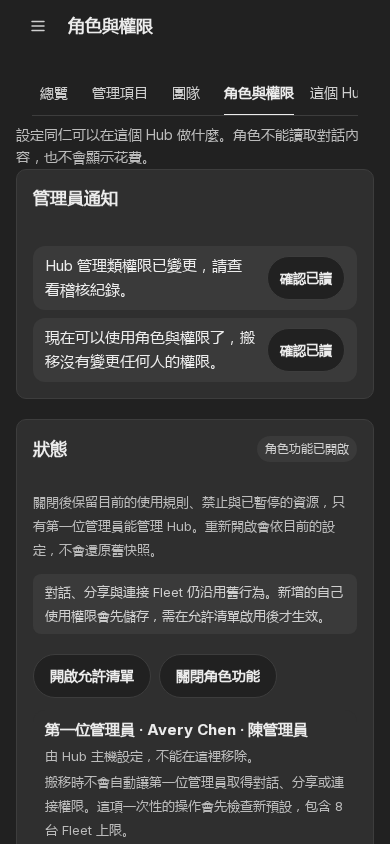 角色與權限
總覽 管理項目 團隊 角色與權限 這個 Hu
設定同仁可以在這個 Hub 做什麼。角色不能讀取對話內
容，也不會顯示花費。
管理員通知
Hub 管理類權限已變更，請查
看稽核紀錄。
確認已讀
現在可以使用角色與權限了，搬
移沒有變更任何人的權限。
確認已讀
狀態
角色功能已開啟
關閉後保留目前的使用規則、禁止與已暫停的資源，只
有第一位管理員能管理 Hub。重新開啟會依目前的設
定，不會還原舊快照。
對話、分享與連接 Fleet 仍沿用舊行為。新增的自己
使用權限會先儲存，需在允許清單啟用後才生效。
開啟允許清單
關閉角色功能
第一位管理員 · Avery Chen · 陳管理員
由 Hub 主機設定，不能在這裡移除。
搬移時不會自動讓第一位管理員取得對話、分享或連
接權限。這項一次性的操作會先檢查新預設，包含 8
台 Fleet 上限。